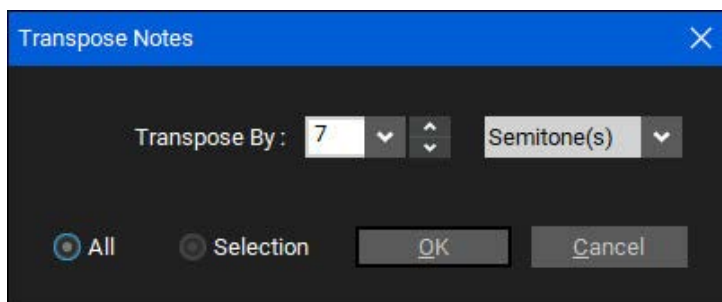 Transpose Notes
Transpose By : 7 Semitone(s)
All Selection OK Cancel